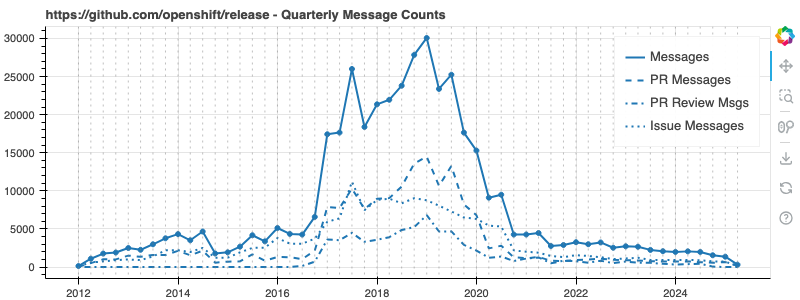 https://github.com/openshift/release - Quarterly Message Counts
30000
25000
20000
15000
10000
5000
0
Messages
PR Messages
PR Review Msgs
Issue Messages
2012
2014
2016
2018
2020
2022
2024